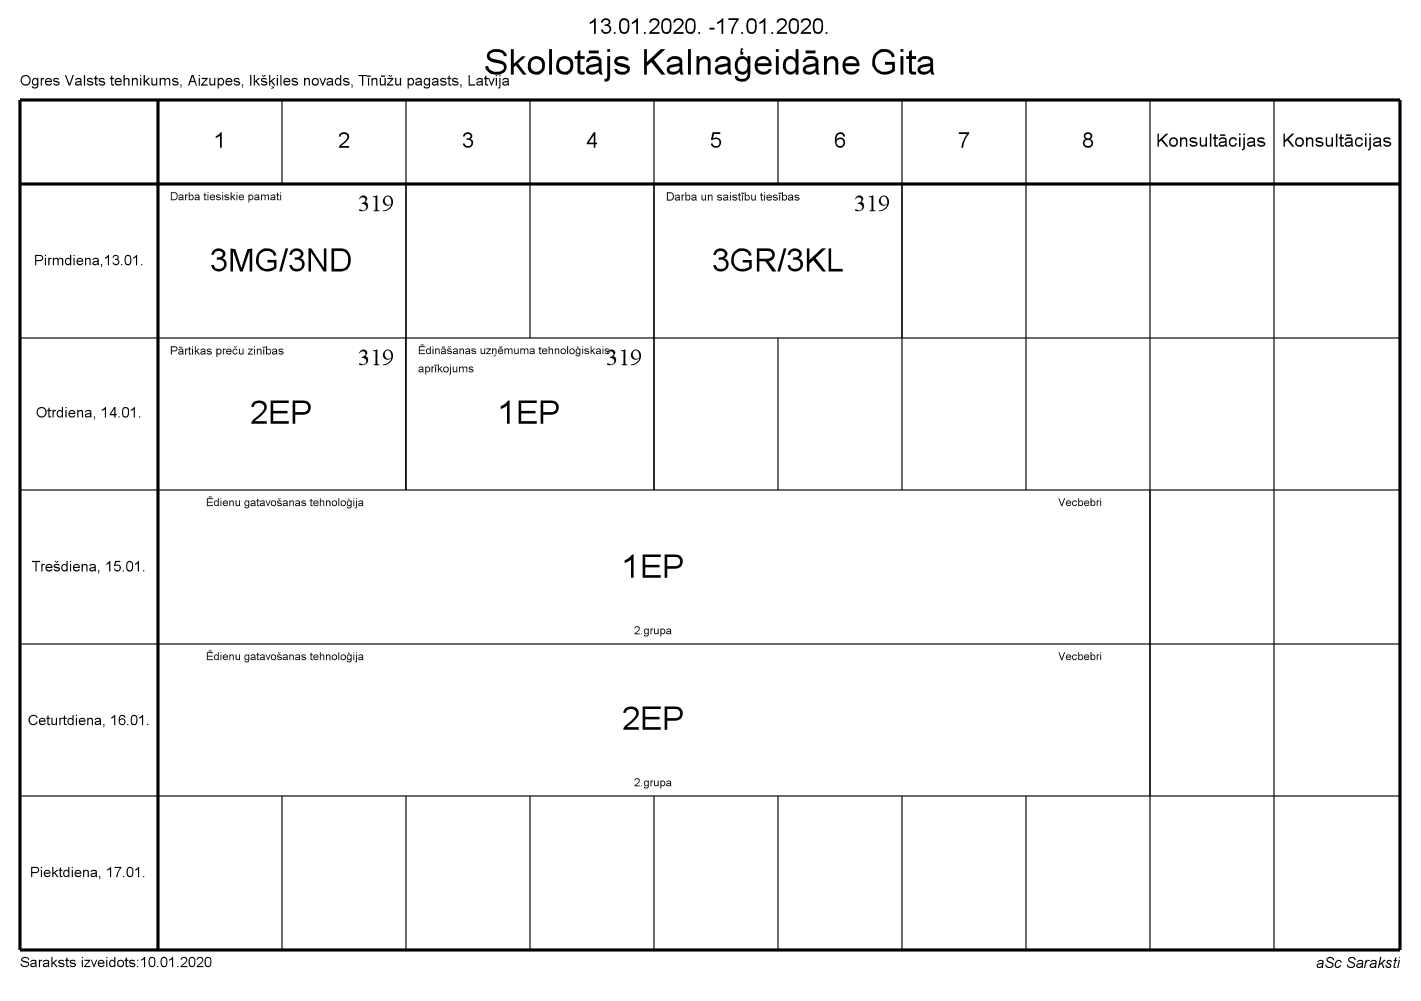 13.01.2020. -17.01.2020.
Skolotājs Kalnaģeidāne Gita
Ogres Valsts tehnikums, Aizupes, Ikšķiles novads, Tīnūžu pagasts, Latvija
1 2 3 4 5 6 7 8 Konsultācijas Konsultācijas
Darba tiesiskie pamati 319 Darba un saistību tiesības 319
Pirmdiena,13.01. 3MG/3ND 3GR/3KL
Pārtikas preču zinības 319 Ēdināšanas uzņēmuma tehnoloģiskais 319
aprīkojums
Otrdiena, 14.01. 2EP 1EP
Ēdienu gatavošanas tehnoloģija Vecbebri
Trešdiena, 15.01. 1EP
2.grupa
Ēdienu gatavošanas tehnoloģija Vecbebri
Ceturtdiena, 16.01. 2EP
2.grupa
Piektdiena, 17.01.
Saraksts izveidots:10.01.2020 aSc Saraksti